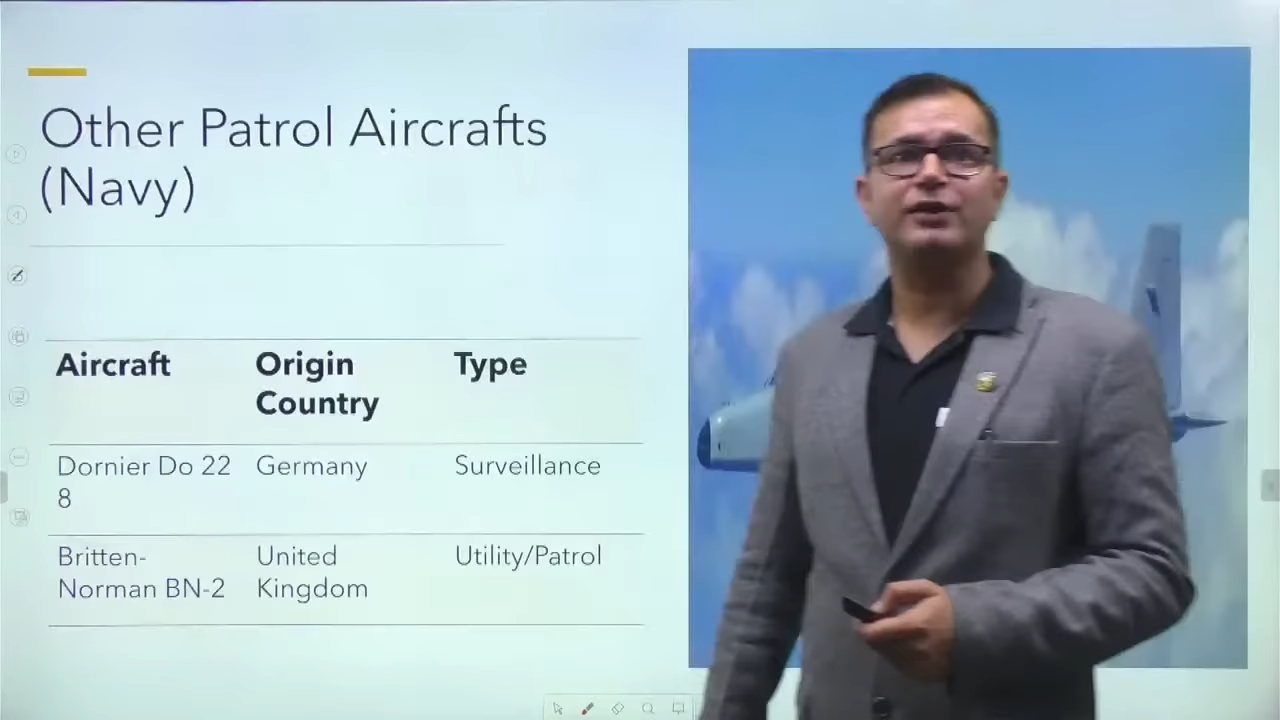 Other Patrol Aircrafts
(Navy)
Aircraft Origin Type
Country
Dornier Do 22 Germany Surveillance
8
Britten- United Utility/Patrol
Norman BN-2 Kingdom